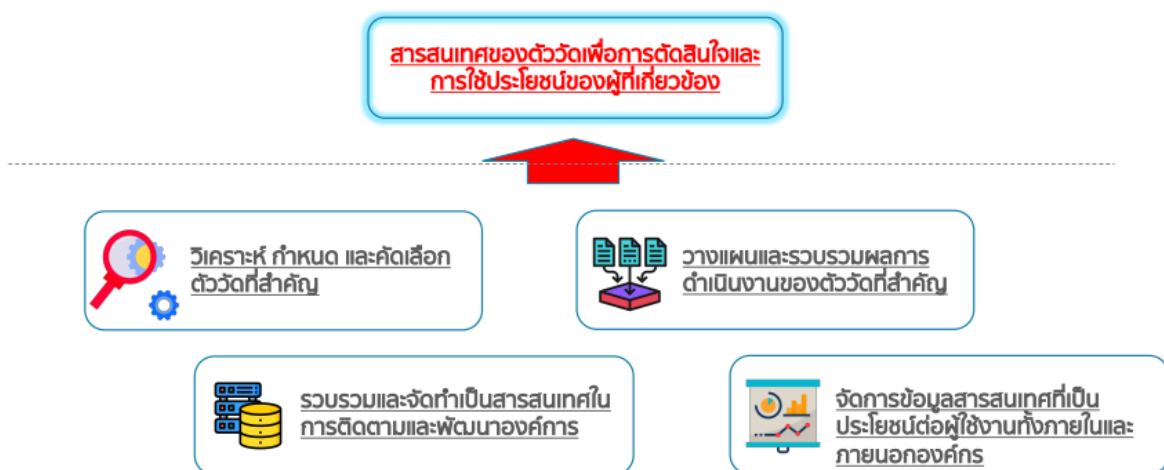 สารสนเทศของตัววัดเพื่อการตัดสินใจและ
การใช้ประโยชน์ของผู้ที่เกี่ยวข้อง
วิเคราะห์ กำหนด และคัดเลือก
ตัววัดที่สำคัญ
วางแผนและรวบรวมผลการ
ดำเนินงานของตัววัดที่สำคัญ
รวบรวมและจัดทำเป็นสารสนเทศใน
การติดตามและพัฒนาองค์การ
จัดการข้อมูลสารสนเทศที่เป็น
ประโยชน์ต่อผู้ใช้งานทั้งภายในและ
ภายนอกองค์กร